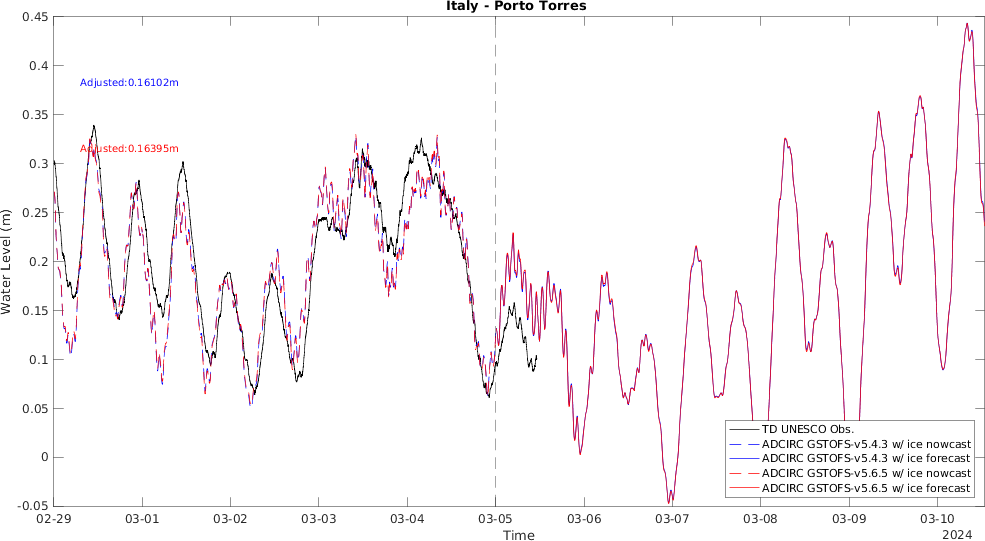 Italy - Porto Torres
0.45
0.4
0.35
0.3
0.25
0.2
0.15
0.1
0.05
0
-0.05
Water Level (m)
Adjusted:0.16102m
Adjusted:0.16395m
TD UNESCO Obs.
ADCIRC GSTOFS-v5.4.3 w/ ice nowcast
ADCIRC GSTOFS-v5.4.3 w/ ice forecast
ADCIRC GSTOFS-v5.6.5 w/ ice nowcast
ADCIRC GSTOFS-v5.6.5 w/ ice forecast
02-29 03-01 03-02 03-03 03-04 03-05 03-06 03-07 03-08 03-09 03-10
Time
2024